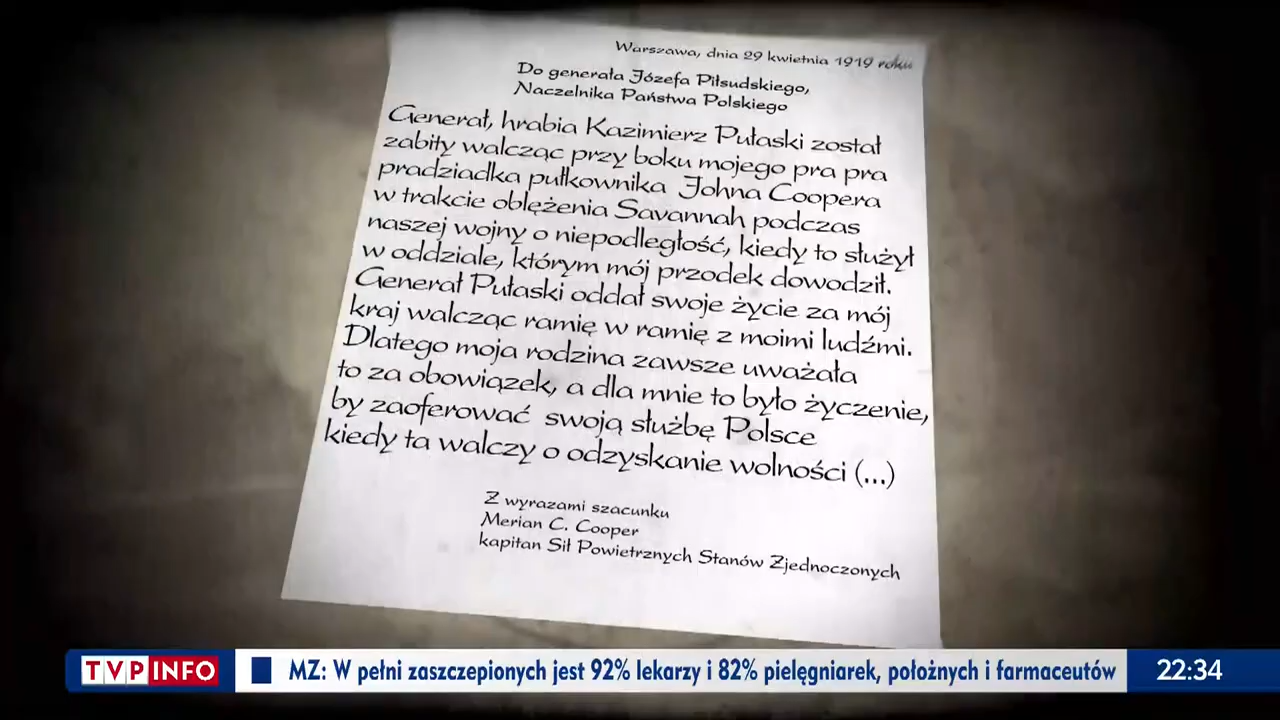 Warszawa, dnia 29 kwietnia 1919 roku
Do generała Józefa Piłsudskiego,
Naczelnika Państwa Polskiego
Generał, hrabia Kazimierz Pułaski został
zabity walcząc przy boku mojego pra pra
pradziadka pułkownika Johna Coopera
w trakcie oblężenia Savannah podczas
naszej wojny o niepodległość, kiedy to służył
w oddziale, którym mój przodek dowodził.
Generał Pułaski oddał swoje życie za mój
kraj walcząc ramię w ramię z moimi ludźmi.
Dlatego moja rodzina zawsze uważała
to za obowiązek, a dla mnie to było życzenie,
by zaoferować swoją służbę Polsce
kiedy ta walczy o odzyskanie wolności (...)
Z wyrazami szacunku
Merian C. Cooper
kapitan Sił Powietrznych Stanów Zjednoczonych
TVP INFO MZ: W pełni zaszczepionych jest 92% lekarzy i 82% pielęgniarek, położnych i farmaceutów 22:34